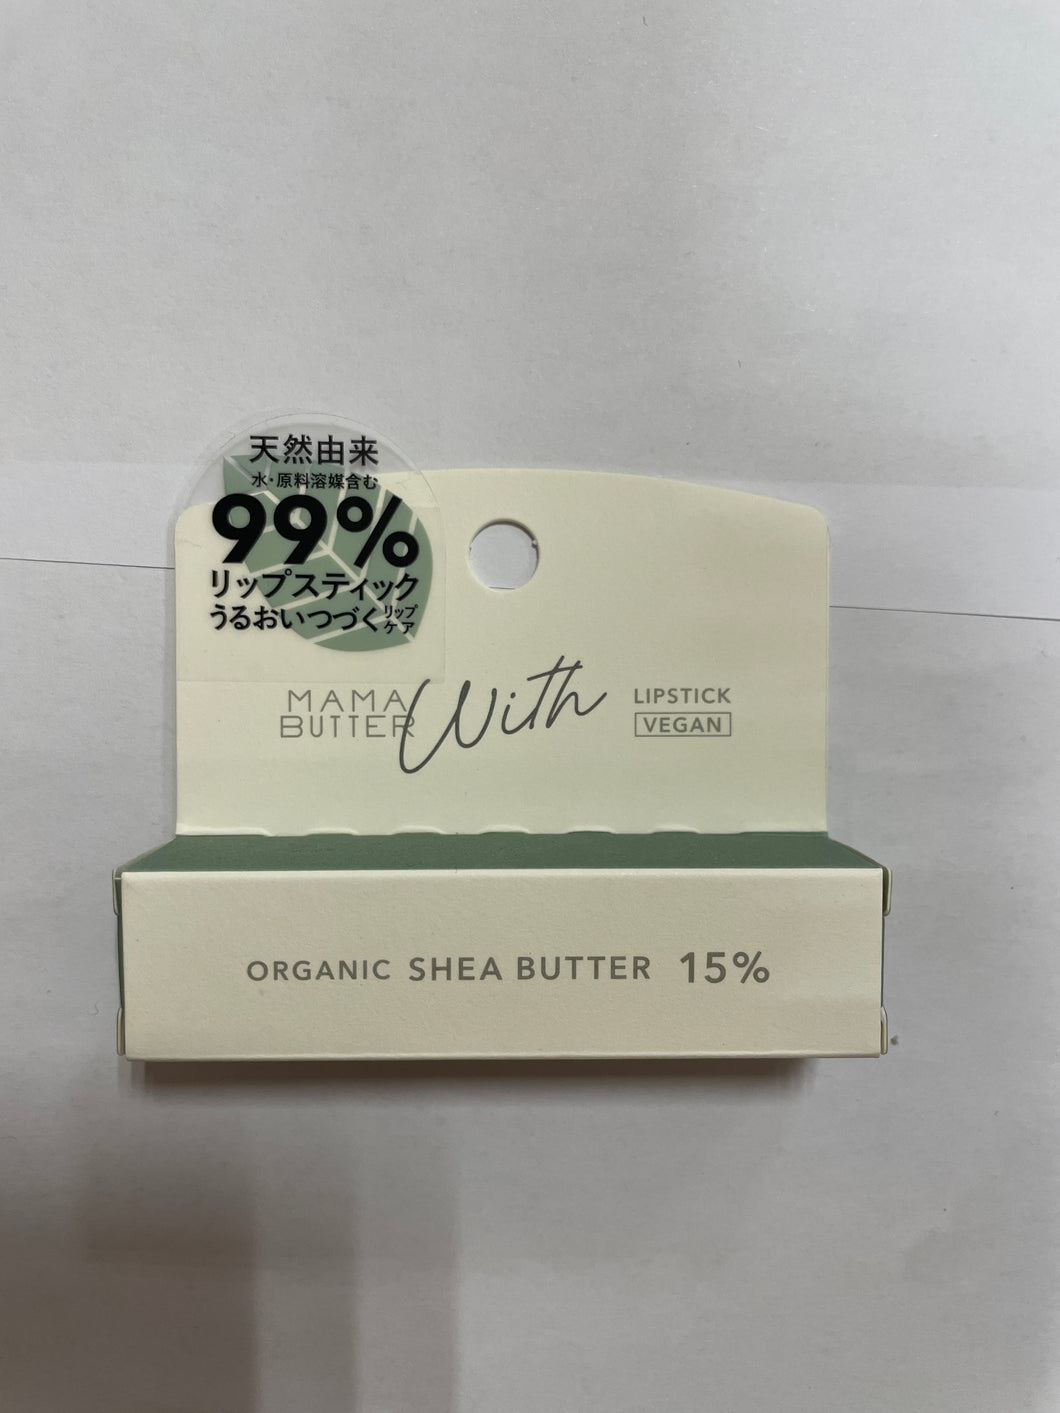 天然由来
水・原料溶媒含む
99%
リップスティック
うるおいつづくリップケア
MAMA
BUTTER
With
LIPSTICK
VEGAN
ORGANIC SHEA BUTTER 15%